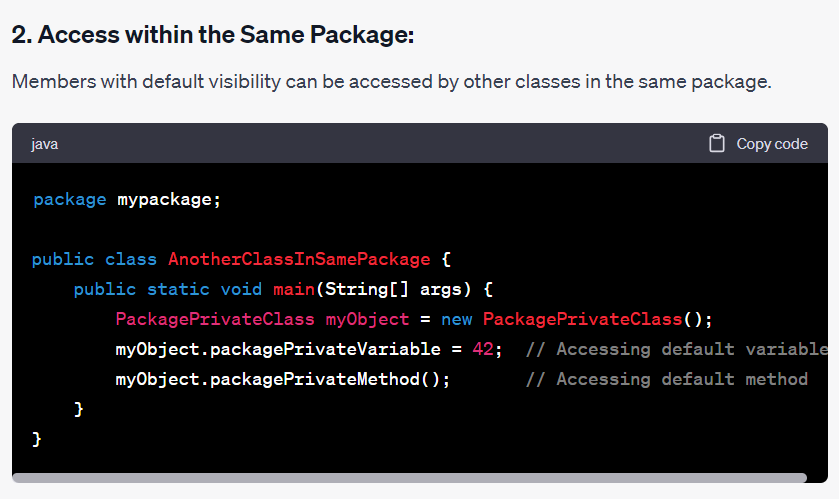 2. Access within the Same Package:
Members with default visibility can be accessed by other classes in the same package.
java
Copy code
package mypackage;
public class AnotherClassInSamePackage {
    public static void main(String[] args) {
        PackagePrivateClass myObject = new PackagePrivateClass();
        myObject.packagePrivateVariable = 42;  // Accessing default variable
        myObject.packagePrivateMethod();       // Accessing default method
    }
}